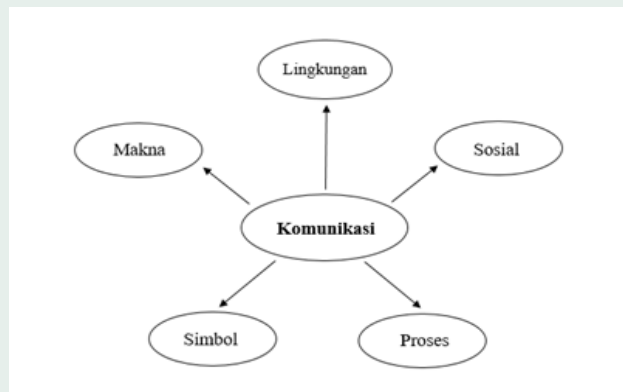 Lingkungan
Makna
Sosial
Komunikasi
Simbol
Proses